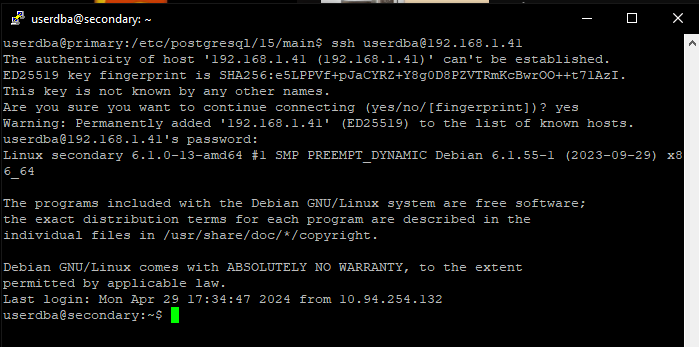 userdba@secondary: ~
userdba@primary:/etc/postgresql/15/main$ ssh userdba@192.168.1.41
The authenticity of host '192.168.1.41 (192.168.1.41)' can't be established.
ED25519 key fingerprint is SHA256:e5LPPVf+pJaCYRZ+Y8g0D8PZVTRmKcBwrOO++t71AzI.
This key is not known by any other names.
Are you sure you want to continue connecting (yes/no/[fingerprint])? yes
Warning: Permanently added '192.168.1.41' (ED25519) to the list of known hosts.
userdba@192.168.1.41's password:
Linux secondary 6.1.0-13-amd64 #1 SMP PREEMPT_DYNAMIC Debian 6.1.55-1 (2023-09-29) x8
6_64
The programs included with the Debian GNU/Linux system are free software;
the exact distribution terms for each program are described in the
individual files in /usr/share/doc/*/copyright.
Debian GNU/Linux comes with ABSOLUTELY NO WARRANTY, to the extent
permitted by applicable law.
Last login: Mon Apr 29 17:34:47 2024 from 10.94.254.132
userdba@secondary:~$